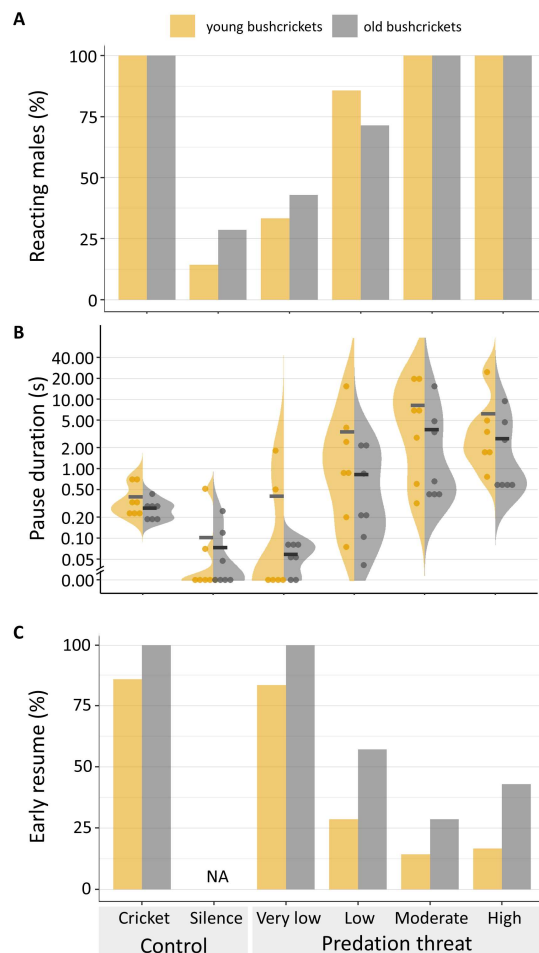 A
young bushcrickets
old bushcrickets
Reacting males (%)
100
75
50
25
0
B
Pause duration (s)
40.00
20.00
10.00
5.00
2.00
1.00
0.50
0.20
0.10
0.05
0.00
C
Early resume (%)
100
75
50
25
0
NA
Cricket Silence Very low Low Moderate High
Control Predation threat